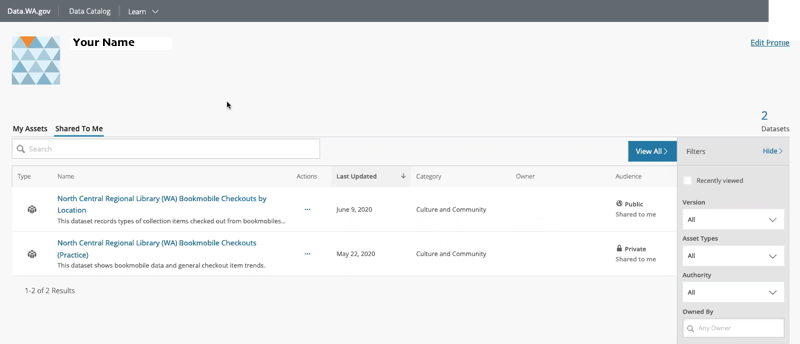 Data.WA.gov Data Catalog Learn
Your Name
Edit Profile
2
Datasets
My Assets Shared To Me
Search
View All
Filters Hide
Type Name Actions Last Updated Category Owner Audience
Recently viewed
North Central Regional Library (WA) Bookmobile Checkouts by
Location
This dataset records types of collection items checked out from bookmobiles...
June 9, 2020 Culture and Community
Public
Shared to me
North Central Regional Library (WA) Bookmobile Checkouts
(Practice)
This dataset shows bookmobile data and general checkout item trends.
May 22, 2020 Culture and Community
Private
Shared to me
1-2 of 2 Results
Version
All
Asset Types
All
Authority
All
Owned By
Any Owner